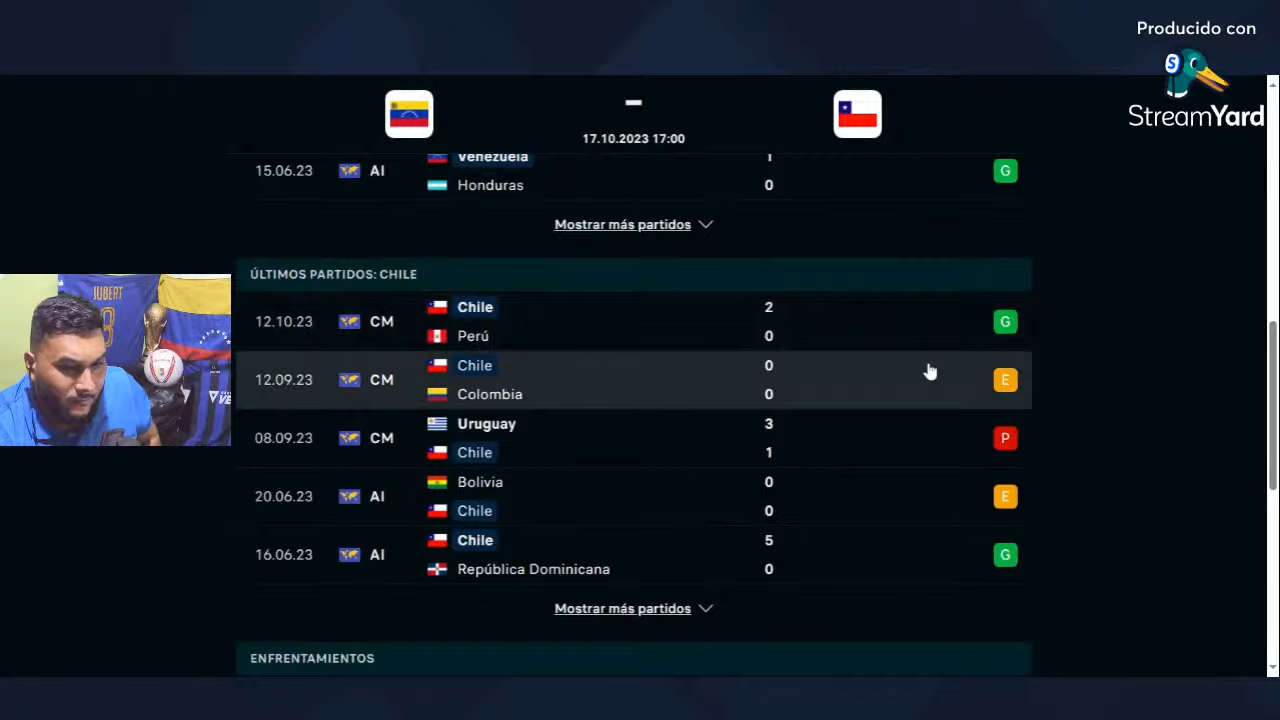 Producido con
StreamYard
17.10.2023 17:00
15.06.23 AI Venezuela 1 G
Honduras 0
Mostrar más partidos
ÚLTIMOS PARTIDOS: CHILE
12.10.23 CM Chile 2 G
Perú 0
12.09.23 CM Chile 0 E
Colombia 0
08.09.23 CM Uruguay 3 P
Chile 1
20.06.23 AI Bolivia 0 E
Chile 0
16.06.23 AI Chile 5 G
República Dominicana 0
Mostrar más partidos
ENFRENTAMIENTOS
JUBERT
8